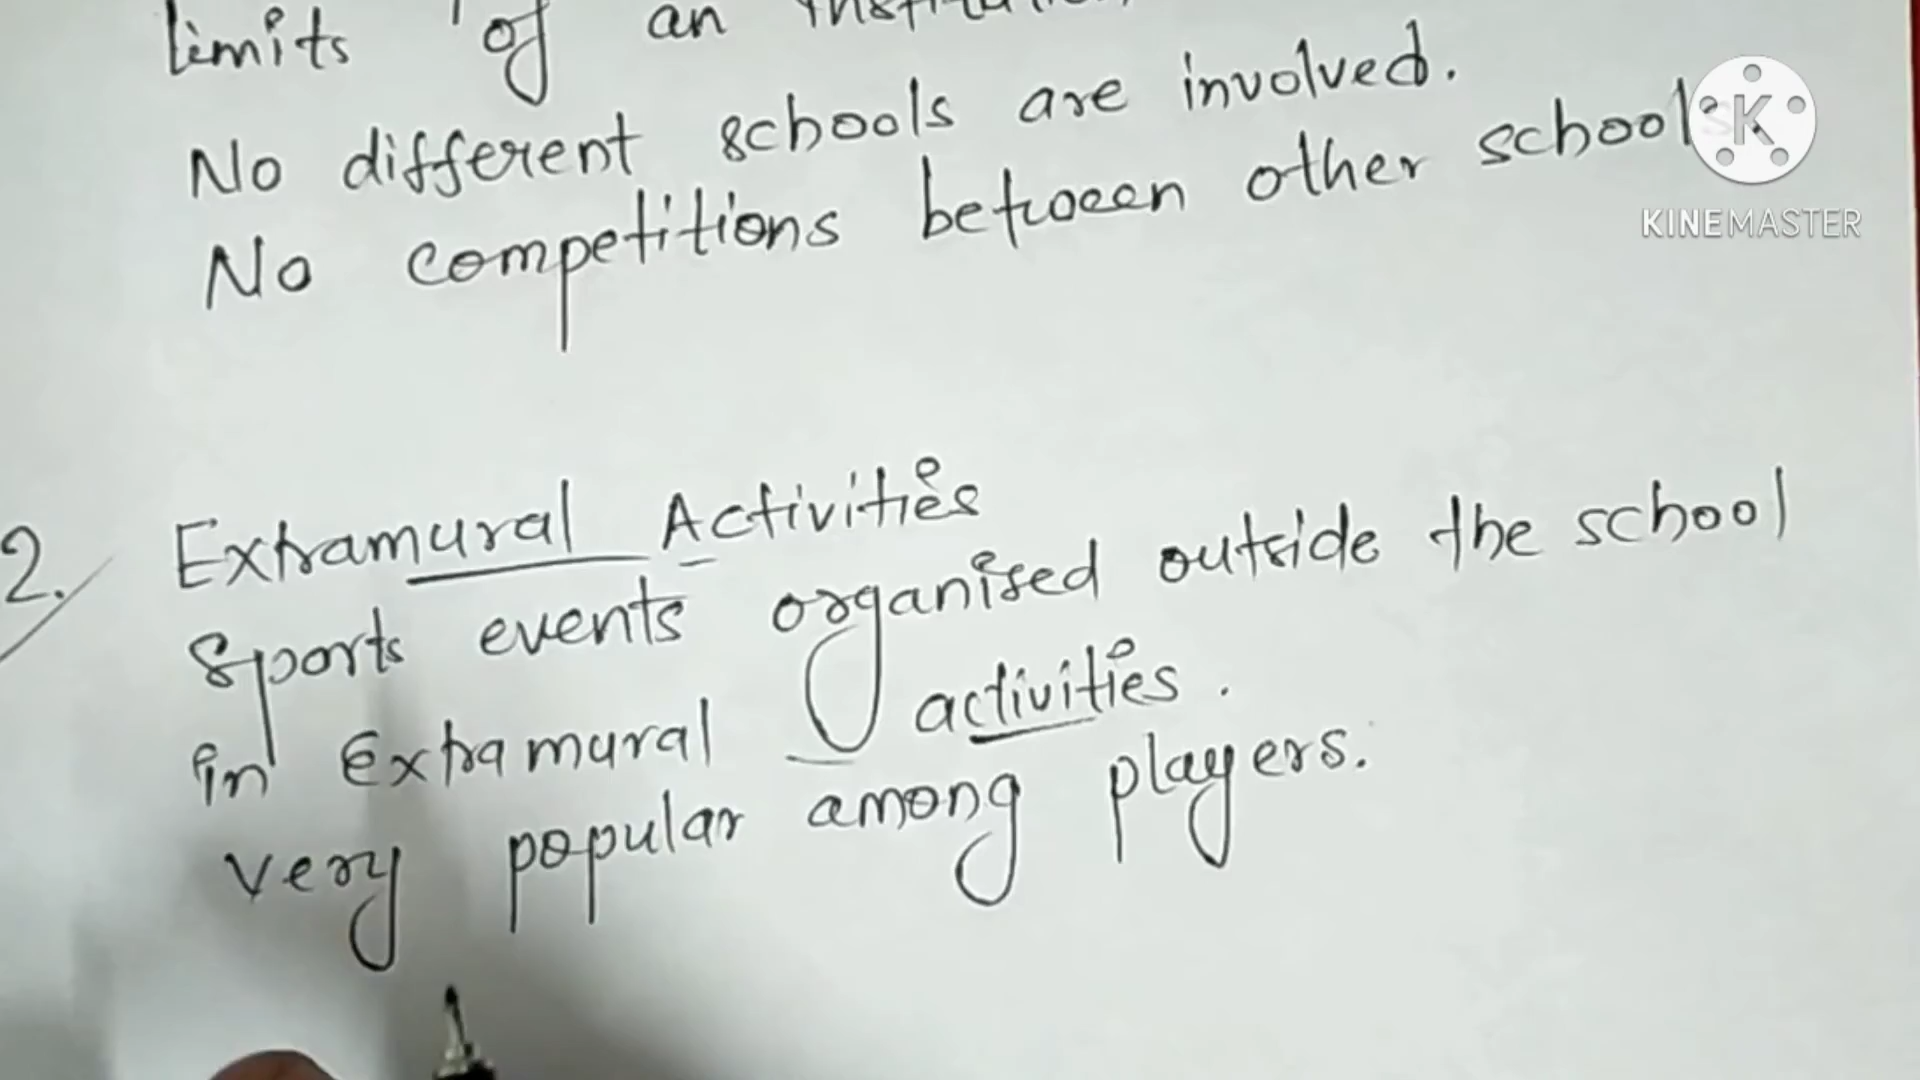 limits of an institution
No different schools are involved.
No competitions between other schools
KINEMASTER
2. Extramural Activities
Sports events organised outside the school
in Extramural activities.
very popular among players.